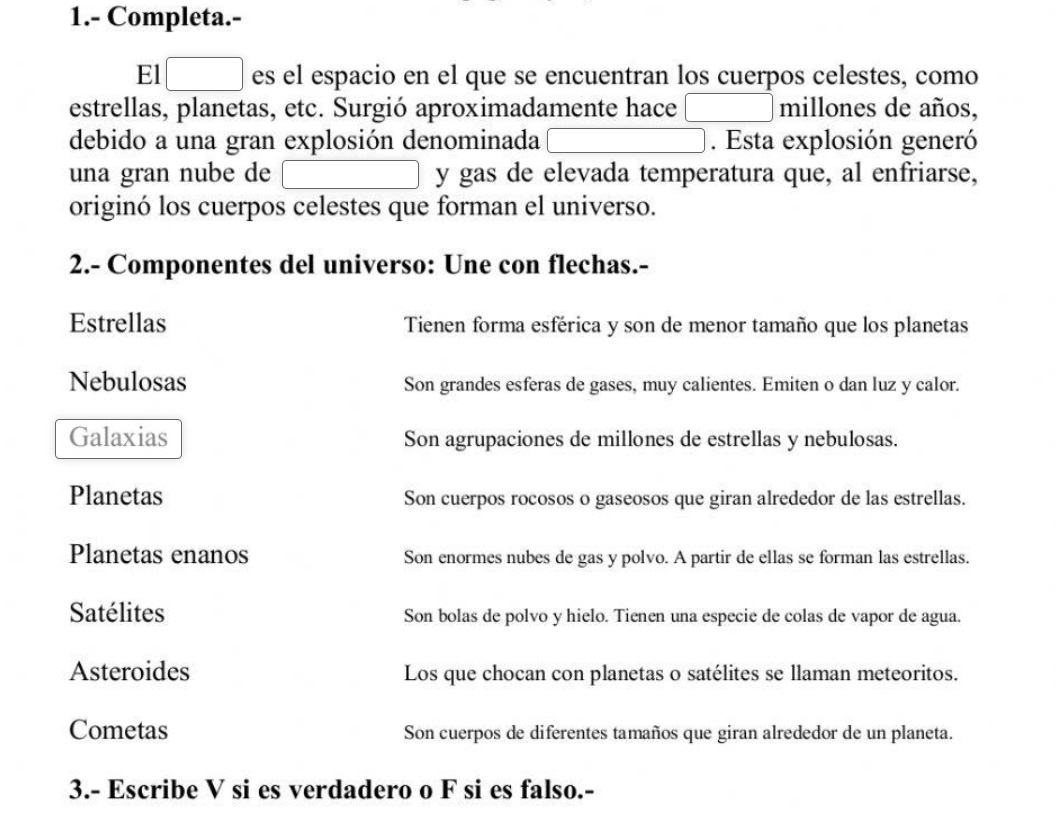 1.- Completa.-
El es el espacio en el que se encuentran los cuerpos celestes, como
estrellas, planetas, etc. Surgió aproximadamente hace millones de años,
debido a una gran explosión denominada . Esta explosión generó
una gran nube de y gas de elevada temperatura que, al enfriarse,
originó los cuerpos celestes que forman el universo.
2.- Componentes del universo: Une con flechas.-
Estrellas Tienen forma esférica y son de menor tamaño que los planetas
Nebulosas Son grandes esferas de gases, muy calientes. Emiten o dan luz y calor.
Galaxias Son agrupaciones de millones de estrellas y nebulosas.
Planetas Son cuerpos rocosos o gaseosos que giran alrededor de las estrellas.
Planetas enanos Son enormes nubes de gas y polvo. A partir de ellas se forman las estrellas.
Satélites Son bolas de polvo y hielo. Tienen una especie de colas de vapor de agua.
Asteroides Los que chocan con planetas o satélites se llaman meteoritos.
Cometas Son cuerpos de diferentes tamaños que giran alrededor de un planeta.
3.- Escribe V si es verdadero o F si es falso.-